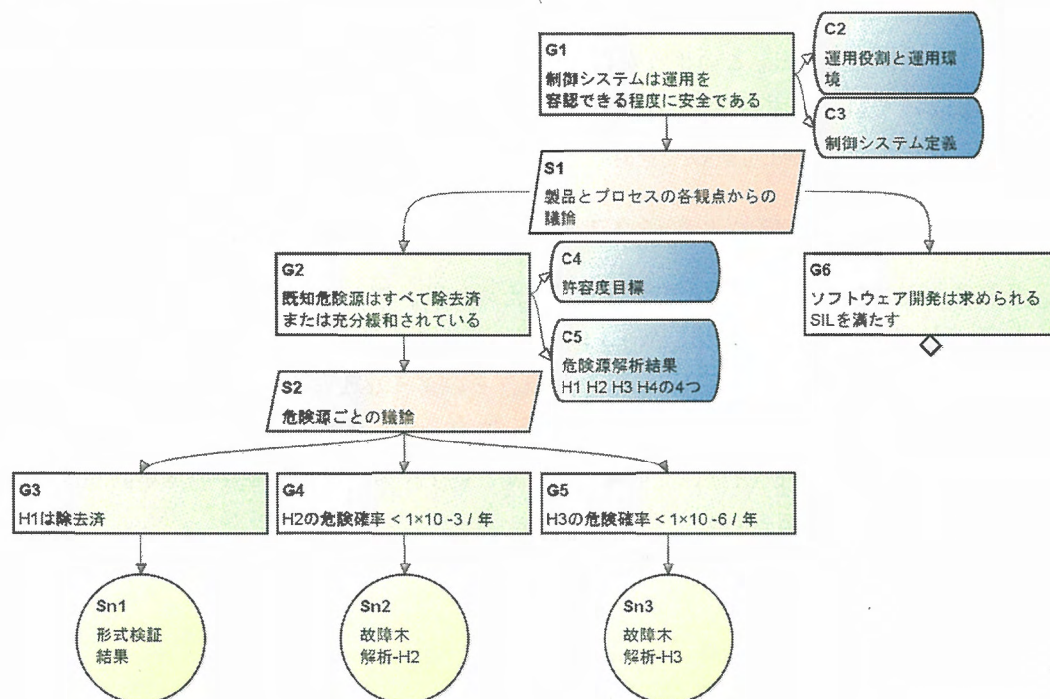 G1
制御システムは運用を
容認できる程度に安全である
C2
運用役割と運用環
境
C3
制御システム定義
S1
製品とプロセスの各観点からの
議論
G2
既知危険源はすべて除去済
または充分緩和されている
C4
許容度目標
C5
危険源解析結果
H1 H2 H3 H4の4つ
G6
ソフトウェア開発は求められる
SILを満たす
S2
危険源ごとの議論
G3
H1は除去済
G4
H2の危険確率 < 1×10 -3 / 年
G5
H3の危険確率 < 1×10 -6 / 年
Sn1
形式検証
結果
Sn2
故障木
解析-H2
Sn3
故障木
解析-H3